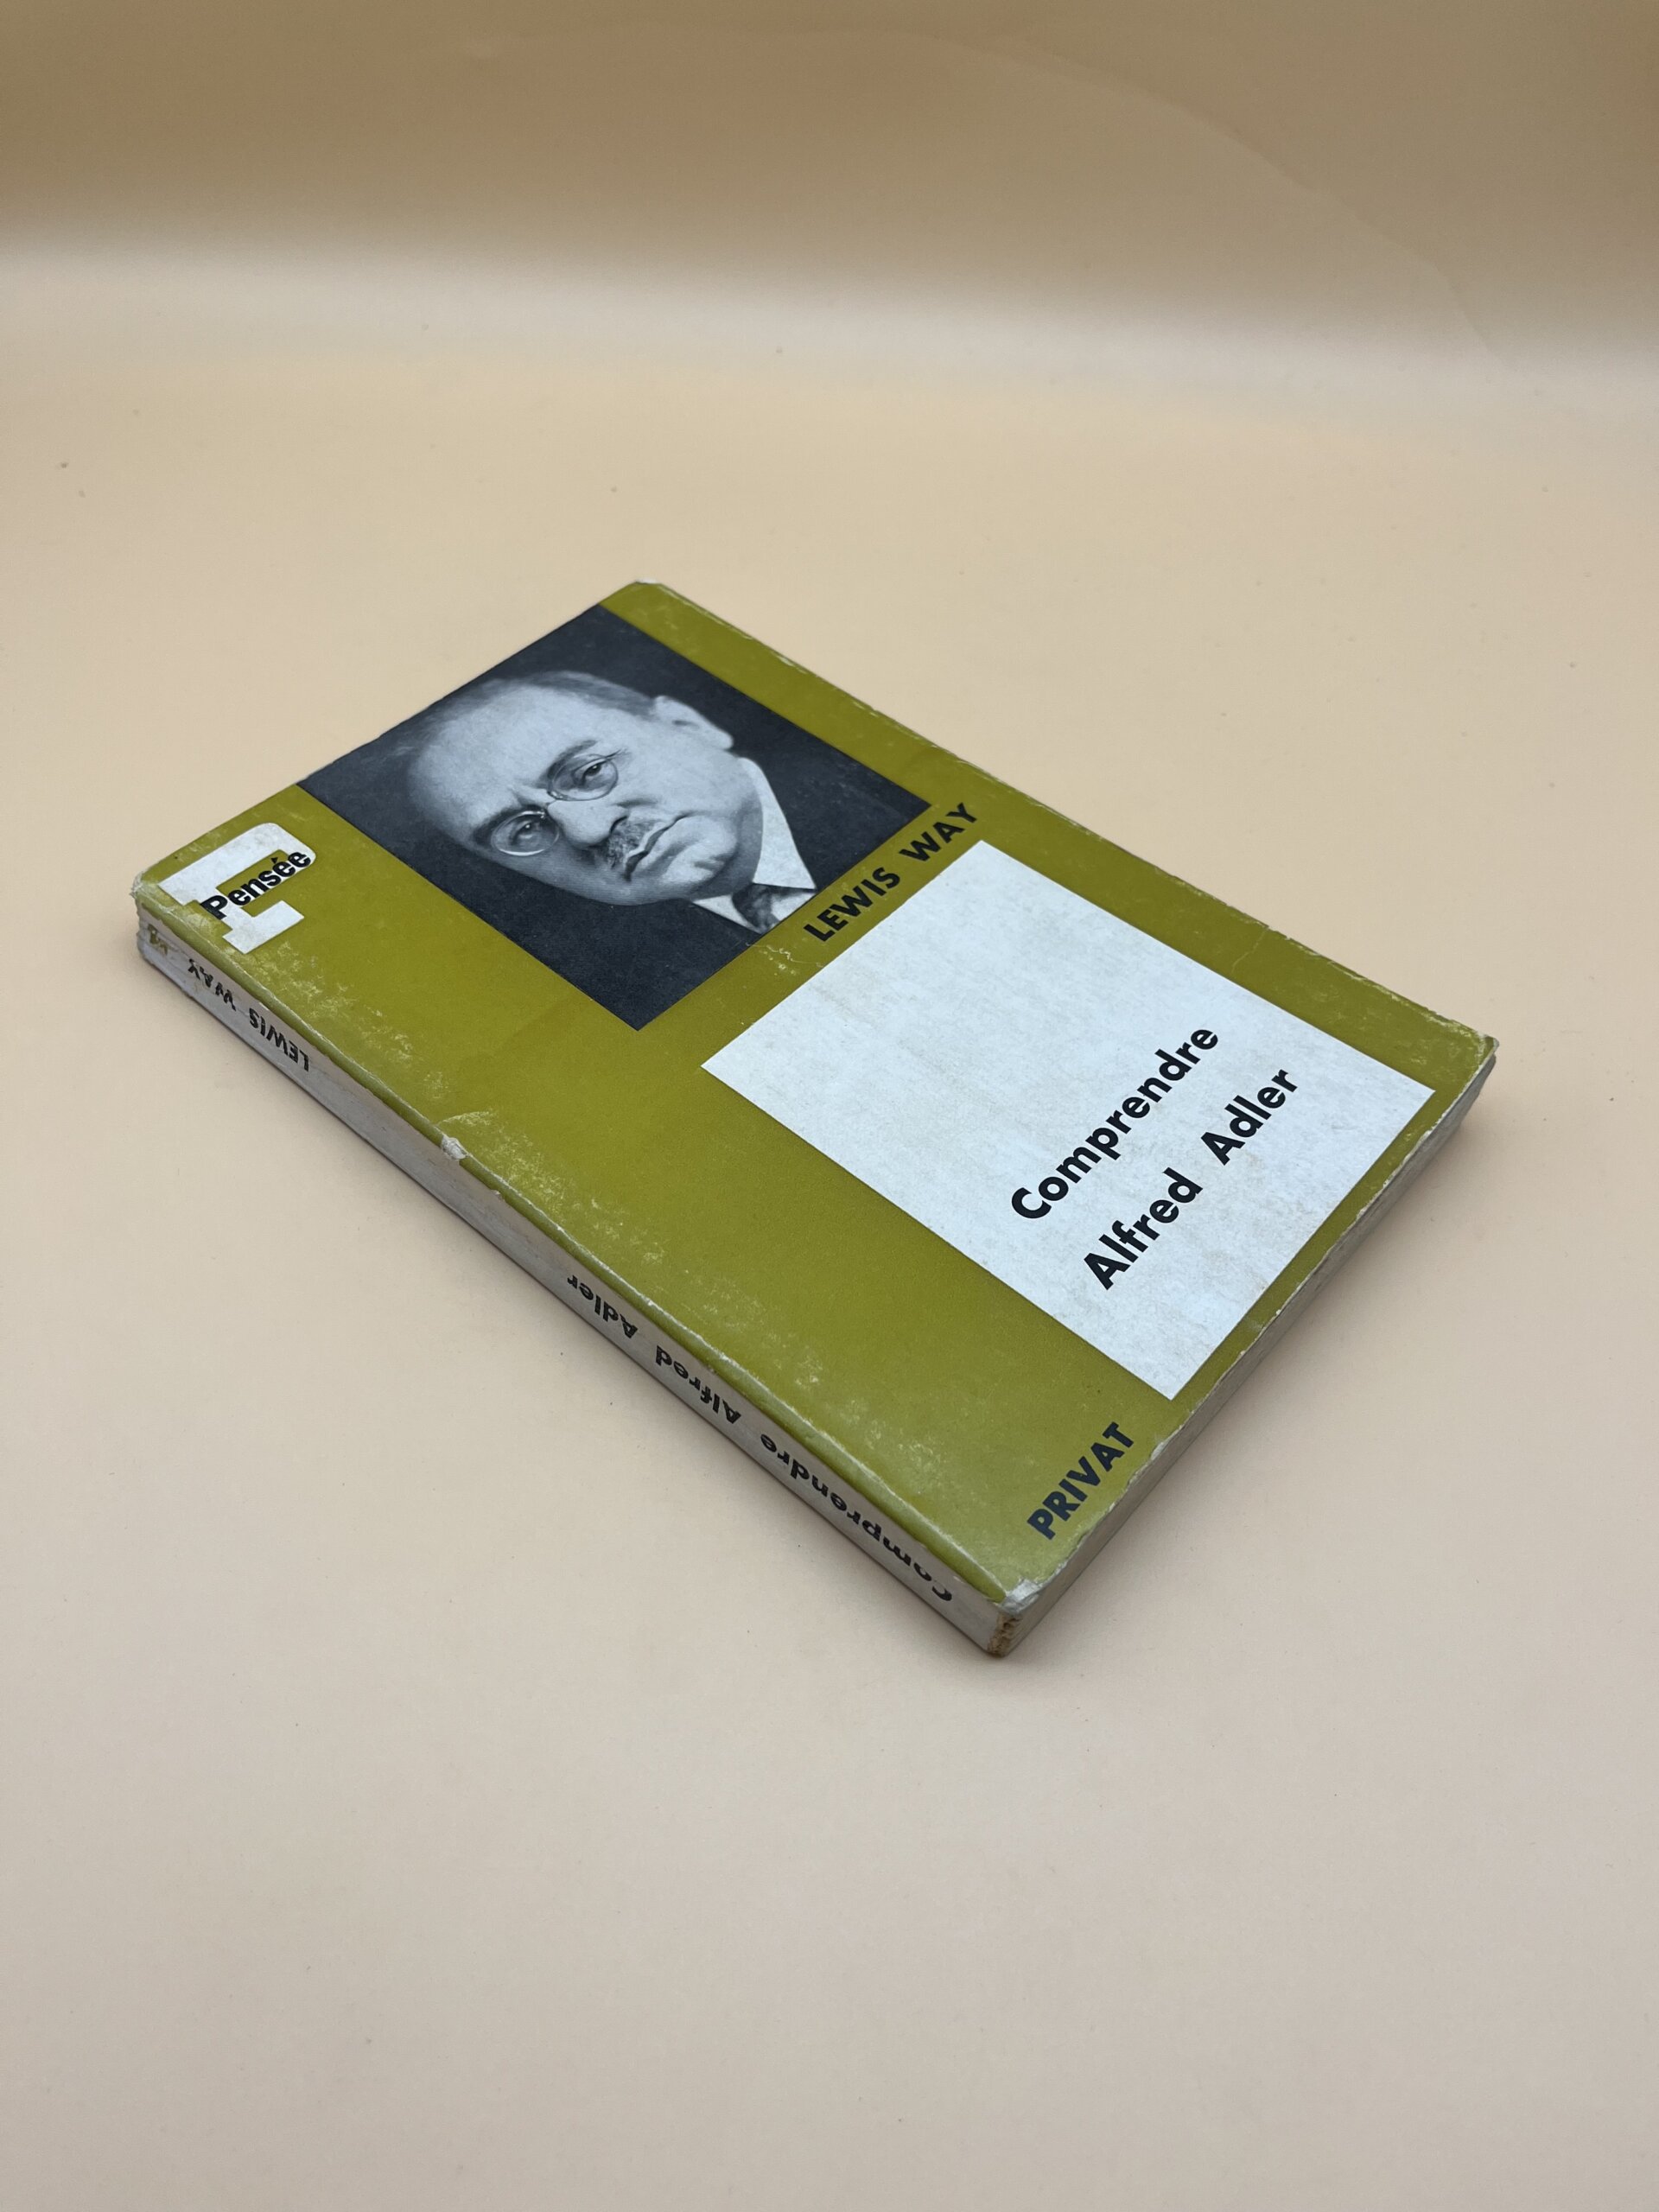 Pensée
LEWIS WAY
Comprendre
Alfred Adler
PRIVAT
Comprendre Alfred Adler LEWIS WAY